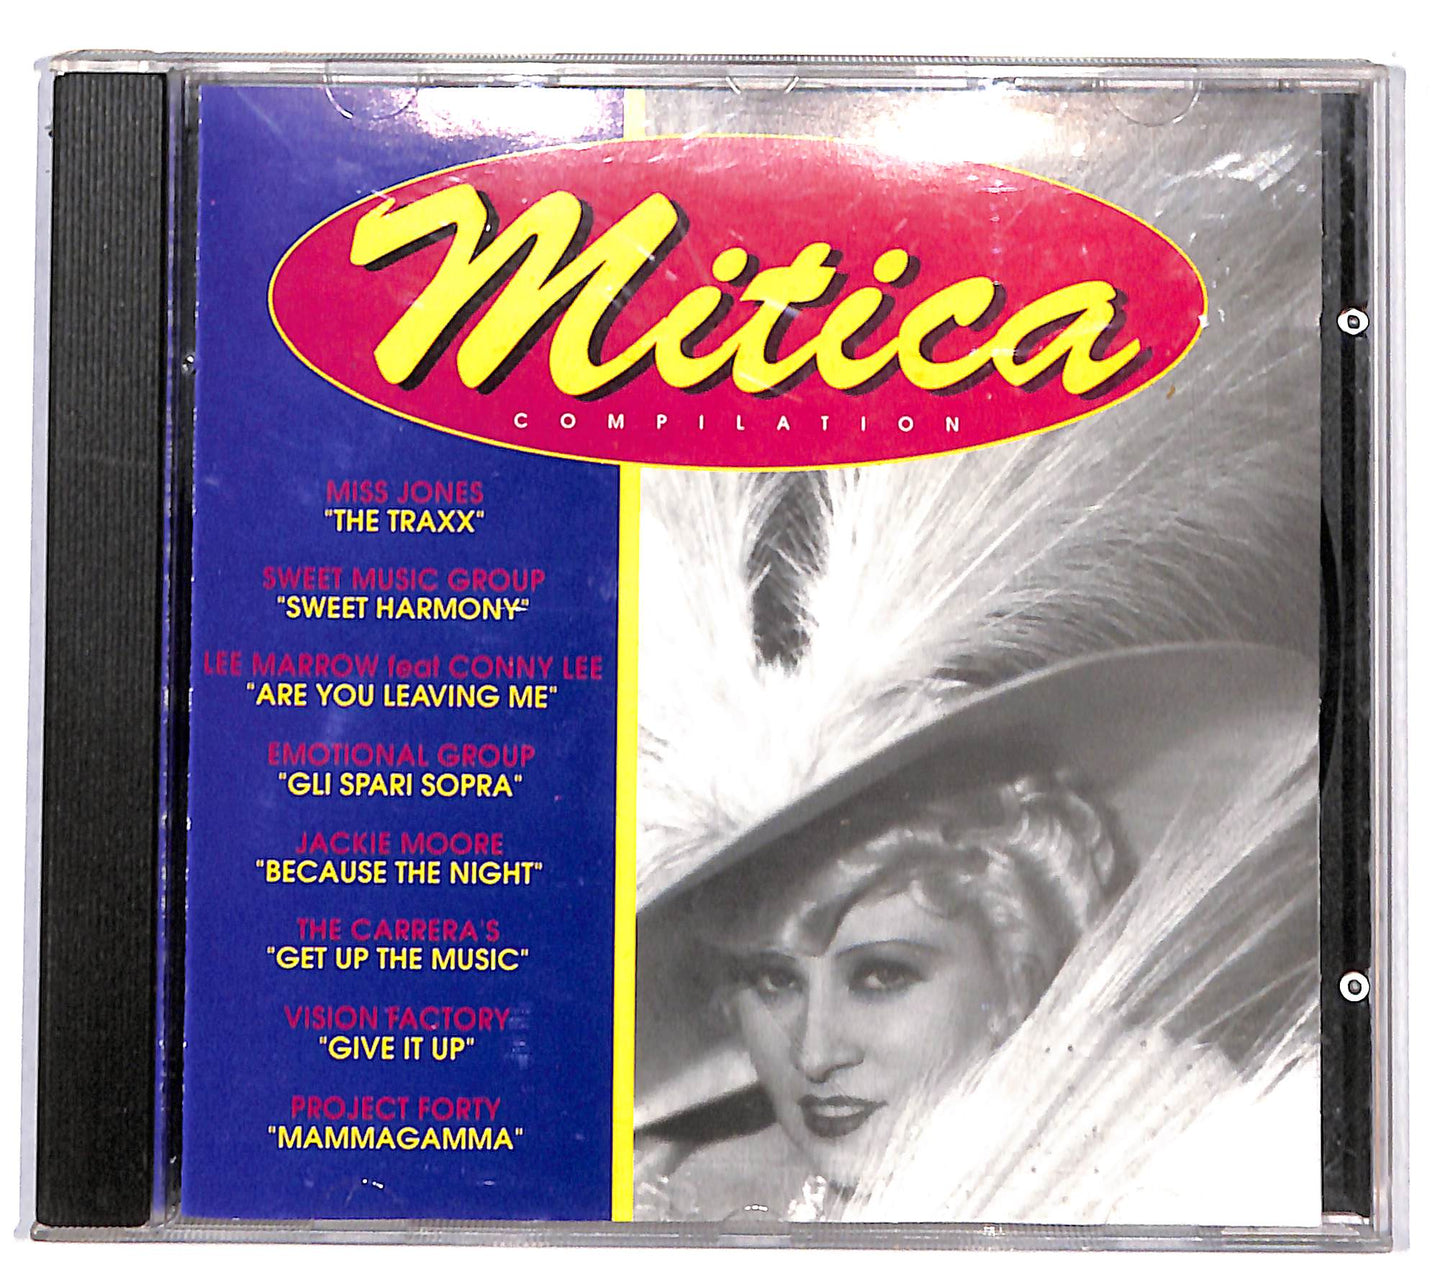 Mitica
COMPILATION
MISS JONES
"THE TRAXX"
SWEET MUSIC GROUP
"SWEET HARMONY"
LEE MARROW feat CONNY LEE
"ARE YOU LEAVING ME"
EMOTIONAL GROUP
"GLI SPARI SOPRA"
JACKIE MOORE
"BECAUSE THE NIGHT"
THE CARRERA'S
"GET UP THE MUSIC"
VISION FACTORY
"GIVE IT UP"
PROJECT FORTY
"MAMMAGAMMA"